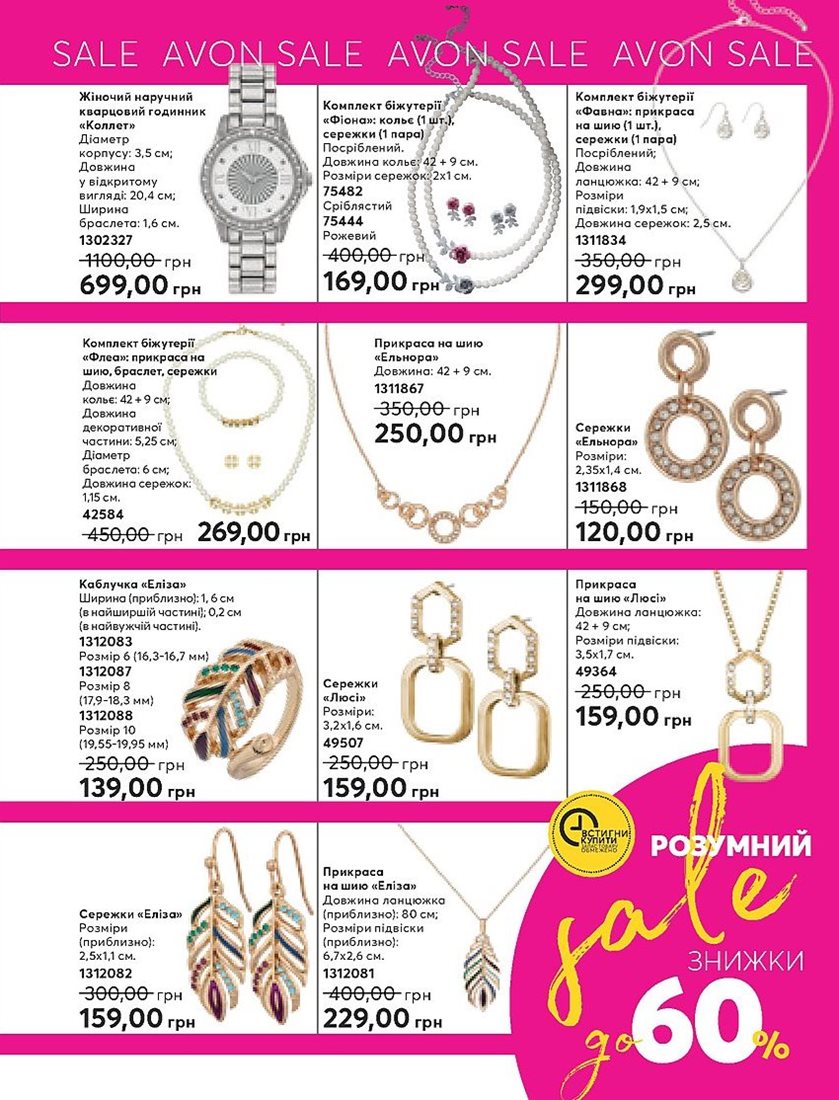 SALE AVON SALE AVON SALE AVON SALE
Жіночий наручний
кварцовий годинник
«Коллет»
Діаметр
корпусу: 3,5 см;
Довжина
у відкритому
вигляді: 20,4 см;
Ширина
браслета: 1,6 см.
1302327
1100,00 грн
699,00 грн
Комплект біжутерії
«Фіона»: кольє (1 шт.),
сережки (1 пара)
Посріблений.
Довжина кольє: 42 + 9 см.
Розміри сережок: 2х1 см.
75482
Сріблястий
75444
Рожевий
400,00 грн
169,00 грн
Комплект біжутерії
«Фавна»: прикраса
на шию (1 шт.),
сережки (1 пара)
Посріблений;
Довжина
ланцюжка: 42 + 9 см;
Розміри
підвіски: 1,9х1,5 см;
Довжина сережок: 2,5 см.
1311834
350,00 грн
299,00 грн
Комплект біжутерії
«Флеа»: прикраса на
шию, браслет, сережки
Довжина
кольє: 42 + 9 см;
Довжина
декоративної
частини: 5,25 см;
Діаметр
браслета: 6 см;
Довжина сережок:
1,15 см.
42584
450,00 грн 269,00 грн
Прикраса на шию
«Ельнора»
Довжина: 42 + 9 см.
1311867
350,00 грн
250,00 грн
Сережки
«Ельнора»
Розміри:
2,35х1,4 см.
1311868
150,00 грн
120,00 грн
Каблучка «Еліза»
Ширина (приблизно): 1,6 см
(в найширшій частині); 0,2 см
(в найвужчій частині).
1312083
Розмір 6 (16,3-16,7 мм)
1312087
Розмір 8
(17,9-18,3 мм)
1312088
Розмір 10
(19,55-19,95 мм)
250,00 грн
139,00 грн
Сережки
«Люсі»
Розміри:
3,2х1,6 см.
49507
250,00 грн
159,00 грн
Прикраса
на шию «Люсі»
Довжина ланцюжка:
42 + 9 см;
Розміри підвіски:
3,5х1,7 см.
49364
250,00 грн
159,00 грн
Сережки «Еліза»
Розміри
(приблизно):
2,5х1,1 см.
1312082
300,00 грн
159,00 грн
Прикраса
на шию «Еліза»
Довжина ланцюжка
(приблизно): 80 см;
Розміри підвіски
(приблизно):
6,7х2,6 см.
1312081
400,00 грн
229,00 грн
ВСТИГНИ
КУПИТИ
ОБМЕЖЕНО
РОЗУМНИЙ
sale
ЗНИЖКИ
до 60%